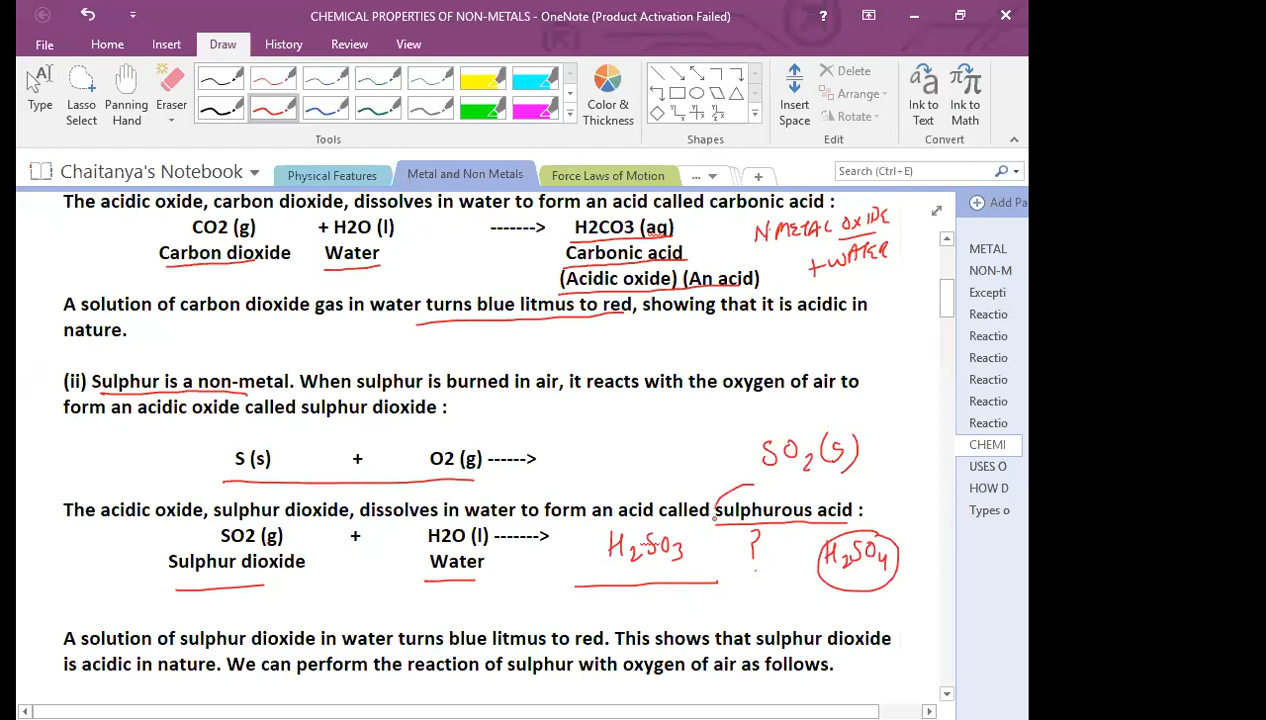 CHEMICAL PROPERTIES OF NON-METALS - OneNote (Product Activation Failed)
?
File Home Insert Draw History Review View
Type Lasso Select Panning Hand Eraser
Color & Thickness
Insert Space
Delete
Arrange
Rotate
Ink to Text Ink to Math
Tools Shapes Edit Convert
Chaitanya's Notebook Physical Features Metal and Non Metals Force Laws of Motion ... + Search (Ctrl+E)
The acidic oxide, carbon dioxide, dissolves in water to form an acid called carbonic acid :
CO2 (g) + H2O (l) -------> H2CO3 (aq)
N.METAL OXIDE
+ WATER
Carbon dioxide Water Carbonic acid
(Acidic oxide) (An acid)
A solution of carbon dioxide gas in water turns blue litmus to red, showing that it is acidic in
nature.
(ii) Sulphur is a non-metal. When sulphur is burned in air, it reacts with the oxygen of air to
form an acidic oxide called sulphur dioxide :
S (s) + O2 (g) ------> SO2(s)
The acidic oxide, sulphur dioxide, dissolves in water to form an acid called sulphurous acid :
SO2 (g) + H2O (l) -------> H2SO3 ? H2SO4
Sulphur dioxide Water
A solution of sulphur dioxide in water turns blue litmus to red. This shows that sulphur dioxide
is acidic in nature. We can perform the reaction of sulphur with oxygen of air as follows.
Add Pa
METAL
NON-M
Excepti
Reactio
Reactio
Reactio
Reactio
Reactio
Reactio
CHEMI
USES O
HOW D
Types o